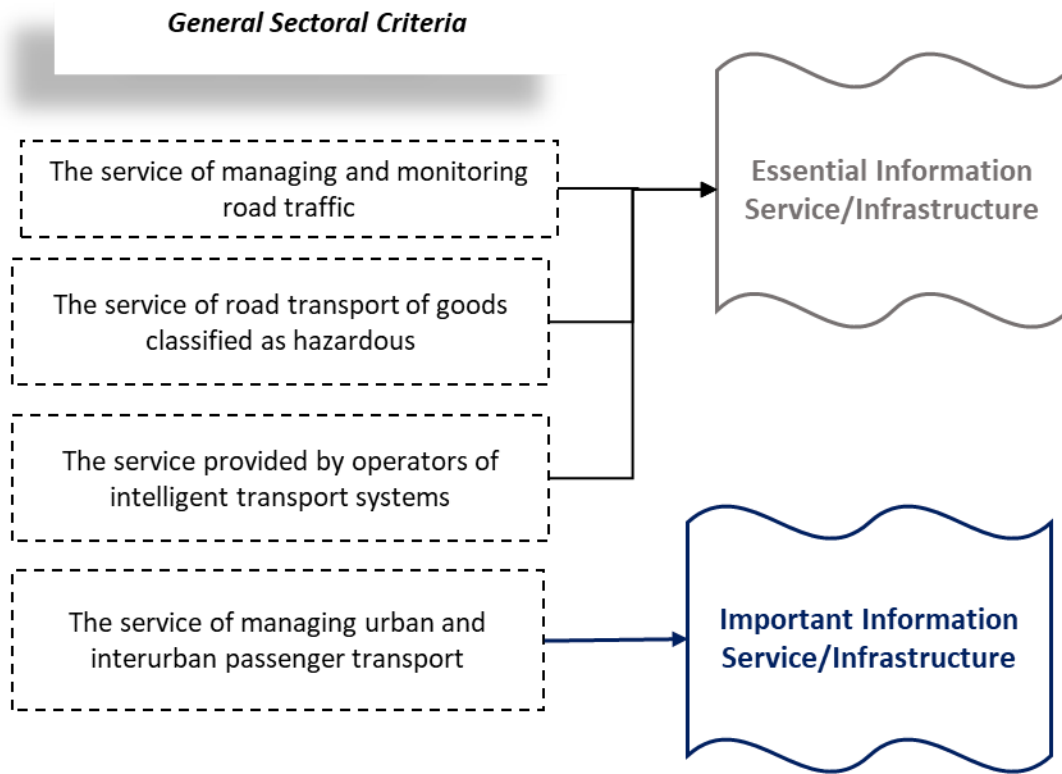 General Sectoral Criteria
The service of managing and monitoring
road traffic
The service of road transport of goods
classified as hazardous
The service provided by operators of
intelligent transport systems
The service of managing urban and
interurban passenger transport
Essential Information
Service/Infrastructure
Important Information
Service/Infrastructure